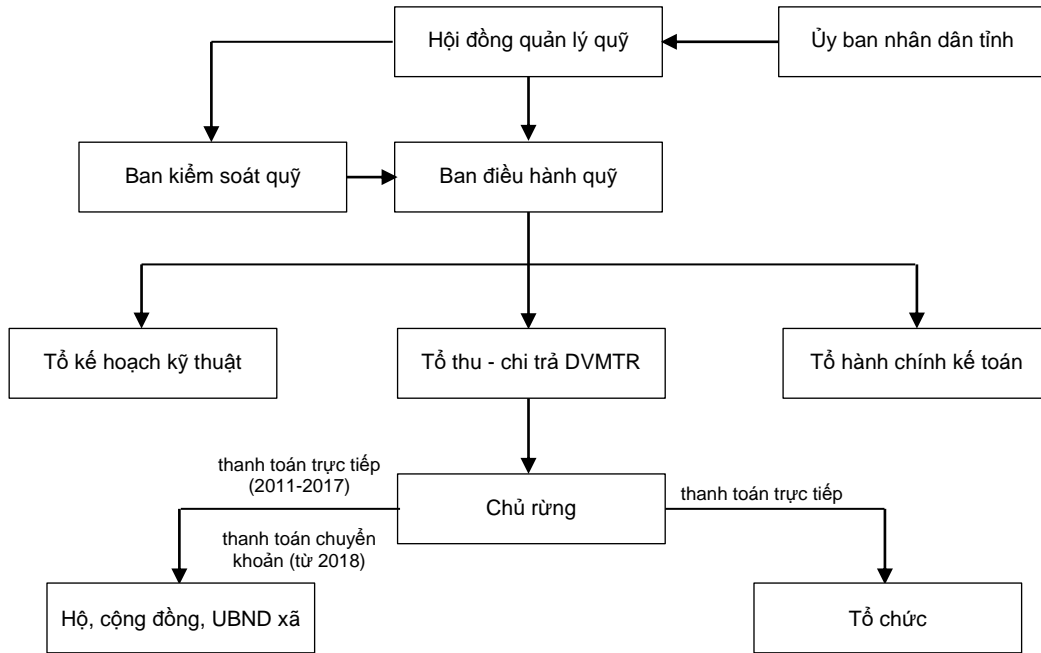 Hội đồng quản lý quỹ
Ủy ban nhân dân tỉnh
Ban kiểm soát quỹ
Ban điều hành quỹ
Tổ kế hoạch kỹ thuật
Tổ thu - chi trả DVMTR
Tổ hành chính kế toán
thanh toán trực tiếp
(2011-2017)
Chủ rừng
thanh toán trực tiếp
thanh toán chuyển
khoản (từ 2018)
Hộ, cộng đồng, UBND xã
Tổ chức